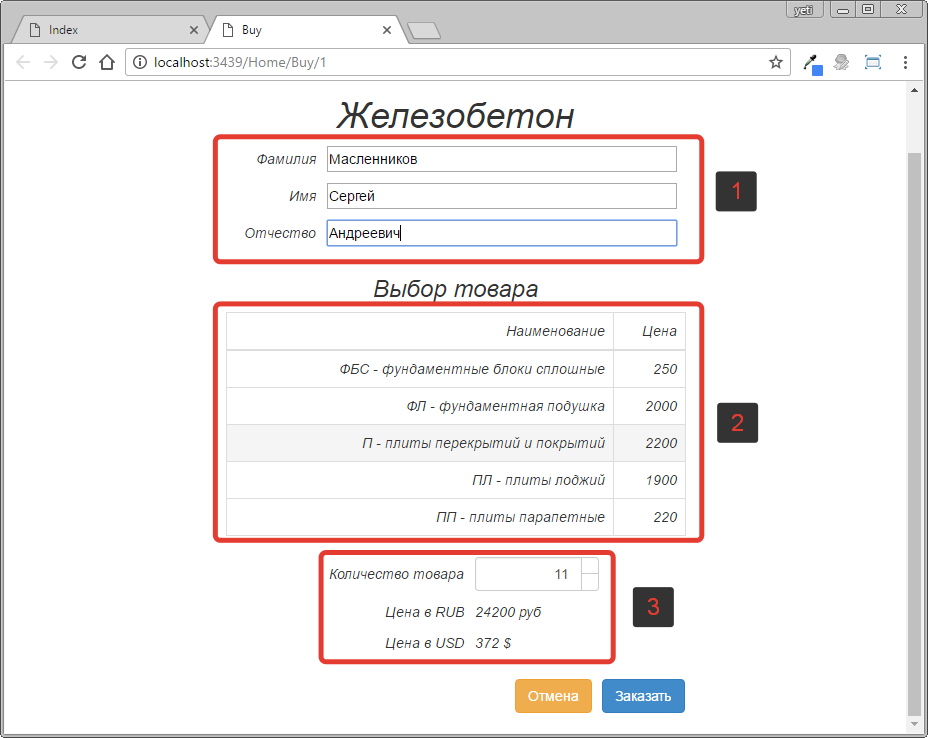 yeti
Index
Buy
localhost:3439/Home/Buy/1
Железобетон
Фамилия Масленников
1
Имя Сергей
Отчество Андреевич
Выбор товара
Наименование Цена
ФБС - фундаментные блоки сплошные 250
ФЛ - фундаментная подушка 2000
2
П - плиты перекрытий и покрытий 2200
ПЛ - плиты лоджий 1900
ПП - плиты парапетные 220
Количество товара 11
3
Цена в RUB 24200 руб
Цена в USD 372 $
Отмена Заказать